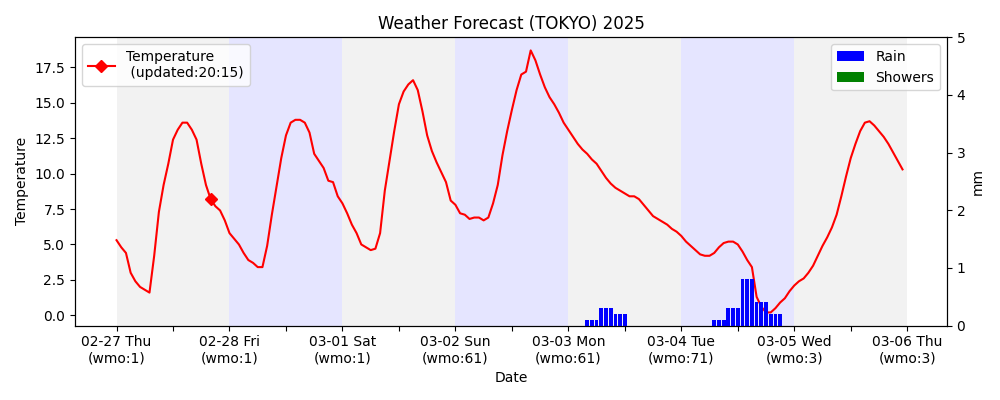 Weather Forecast (TOKYO) 2025
Temperature
(updated:20:15)
Rain
Showers
Temperature
17.5
15.0
12.5
10.0
7.5
5.0
2.5
0.0
5
4
3
2
1
0
mm
02-27 Thu
(wmo:1)
02-28 Fri
(wmo:1)
03-01 Sat
(wmo:1)
03-02 Sun
(wmo:61)
03-03 Mon
(wmo:61)
03-04 Tue
(wmo:71)
03-05 Wed
(wmo:3)
03-06 Thu
(wmo:3)
Date